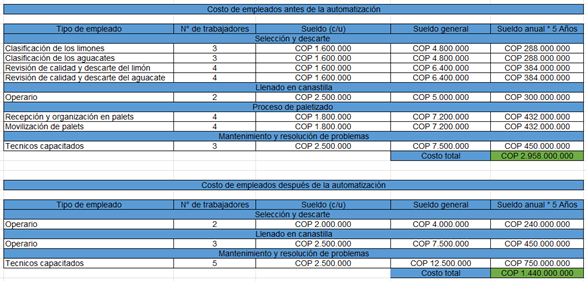 Costo de empleados antes de la automatización
Tipo de empleado N° de trabajadores Sueldo (c/u) Sueldo general Sueldo anual * 5 Años
Selección y descarte
Clasificación de los limones 3 COP 1.600.000 COP 4.800.000 COP 288.000.000
Clasificación de los aguacates 3 COP 1.600.000 COP 4.800.000 COP 288.000.000
Revisión de calidad y descarte del limón 4 COP 1.600.000 COP 6.400.000 COP 384.000.000
Revisión de calidad y descarte del aguacate 4 COP 1.600.000 COP 6.400.000 COP 384.000.000
Llenado en canastilla
Operario 2 COP 2.500.000 COP 5.000.000 COP 300.000.000
Proceso de paletizado
Recepción y organización en palets 4 COP 1.800.000 COP 7.200.000 COP 432.000.000
Movilización de palets 4 COP 1.800.000 COP 7.200.000 COP 432.000.000
Mantenimiento y resolución de problemas
Tecnicos capacitados 3 COP 2.500.000 COP 7.500.000 COP 450.000.000
Costo total COP 2.958.000.000
Costo de empleados después de la automatización
Tipo de empleado N° de trabajadores Sueldo (c/u) Sueldo general Sueldo anual * 5 Años
Selección y descarte
Operario 2 COP 2.000.000 COP 4.000.000 COP 240.000.000
Llenado en canastilla
Operario 3 COP 2.500.000 COP 7.500.000 COP 450.000.000
Mantenimiento y resolución de problemas
Tecnicos capacitados 5 COP 2.500.000 COP 12.500.000 COP 750.000.000
Costo total COP 1.440.000.000